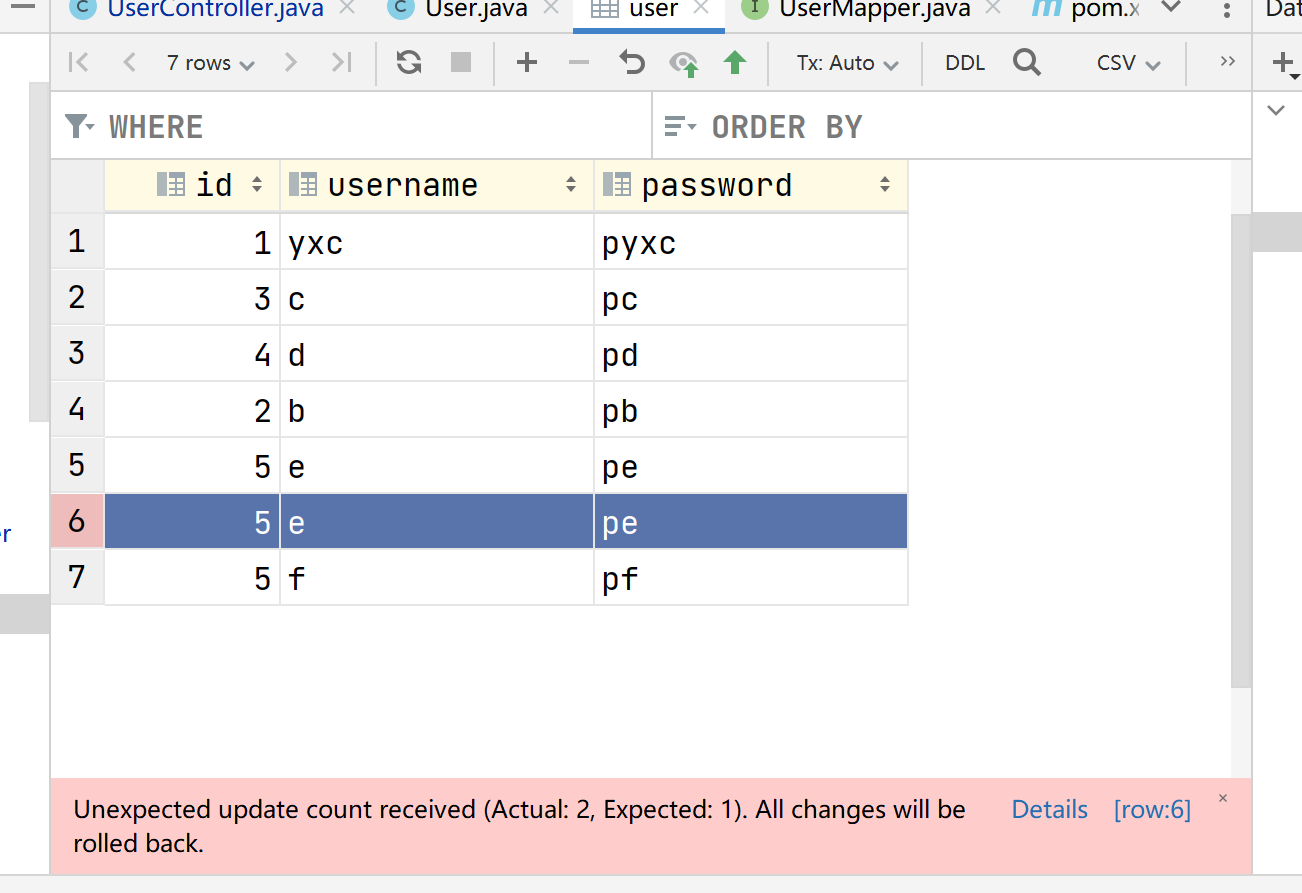 C UserController.java C User.java user I UserMapper.java m pom.x Dat
7 rows Tx: Auto DDL CSV
WHERE ORDER BY
id username password
1 1 yxc pyxc
2 3 c pc
3 4 d pd
4 2 b pb
5 5 e pe
6 5 e pe
7 5 f pf
er
Unexpected update count received (Actual: 2, Expected: 1). All changes will be Details [row:6]
rolled back.